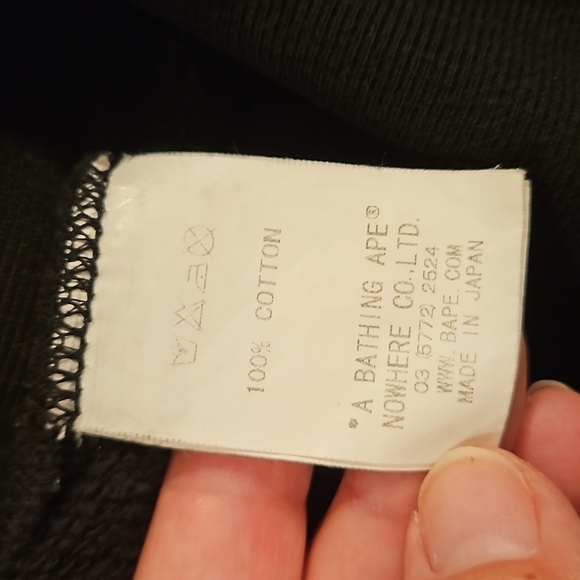 100% COTTON
*A BATHING APE®
NOWHERE CO.,LTD.
03 (5772) 2524
WWW.BAPE.COM
MADE IN JAPAN